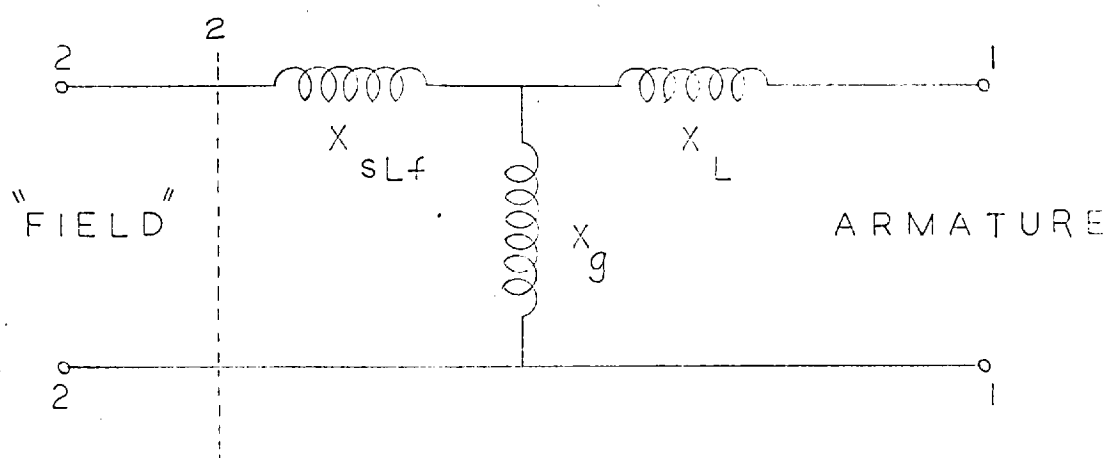 2
2
1
X sLf
X L
"FIELD"
X g
ARMATURE
2
1